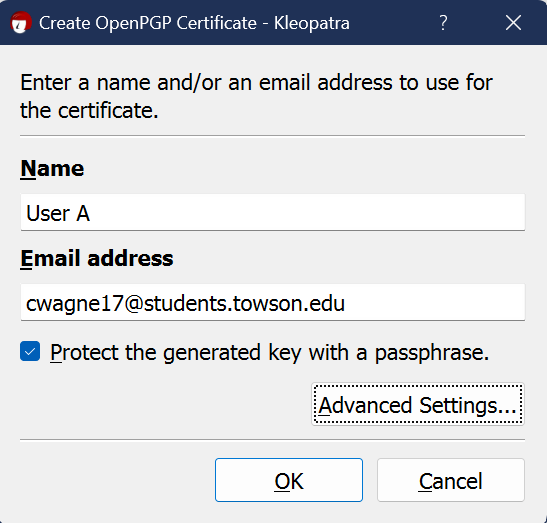 Create OpenPGP Certificate - Kleopatra ?
Enter a name and/or an email address to use for
the certificate.
Name
User A
Email address
cwagne17@students.towson.edu
Protect the generated key with a passphrase.
Advanced Settings...
OK Cancel